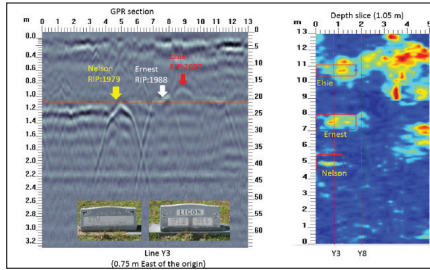 GPR section
0 1 2 3 4 5 6 7 8 9 10 11 12 13
m
0.0
0.2
0.4
0.6
0.8
1.0
1.2
1.4
1.6
1.8
2.0
2.2
2.4
2.6
2.8
3.0
3.2
ns
0
5
10
15
20
25
30
35
40
45
50
55
60
Nelson
RIP:1979
Ernest
RIP:1988
Elsie
LIGON
Line Y3
(0.75 m East of the origin)
Depth slice (1.05 m)
m
13
12
11
10
9
8
7
6
5
4
3
2
1
0
Elsie
Ernest
Nelson
0 1 2 3 4 5
Y3 Y8